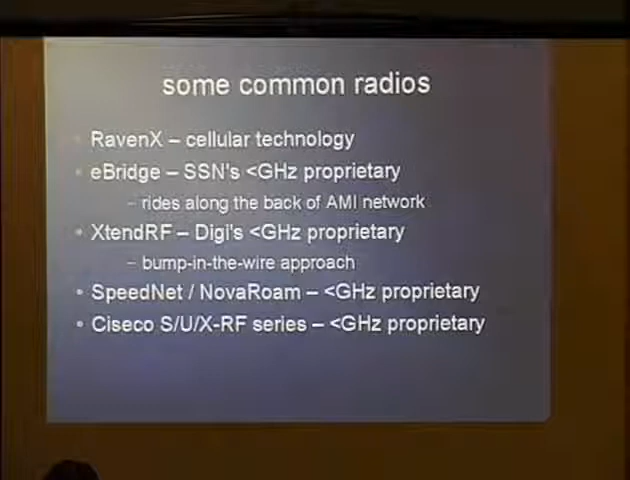 some common radios
RavenX – cellular technology
eBridge – SSN's <GHz proprietary
– rides along the back of AMI network
XtendRF – Digi's <GHz proprietary
– bump-in-the-wire approach
SpeedNet / NovaRoam – <GHz proprietary
Ciseco S/U/X-RF series – <GHz proprietary